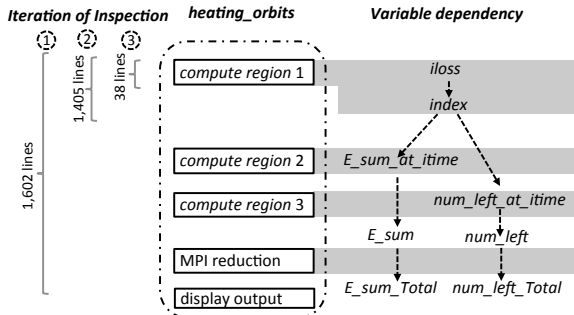 Iteration of Inspection
heating_orbits
Variable dependency
1
2
3
1,602 lines
1,405 lines
38 lines
compute region 1
compute region 2
compute region 3
MPI reduction
display output
iloss
index
E_sum_at_itime
num_left_at_itime
E_sum
num_left
E_sum_Total
num_left_Total